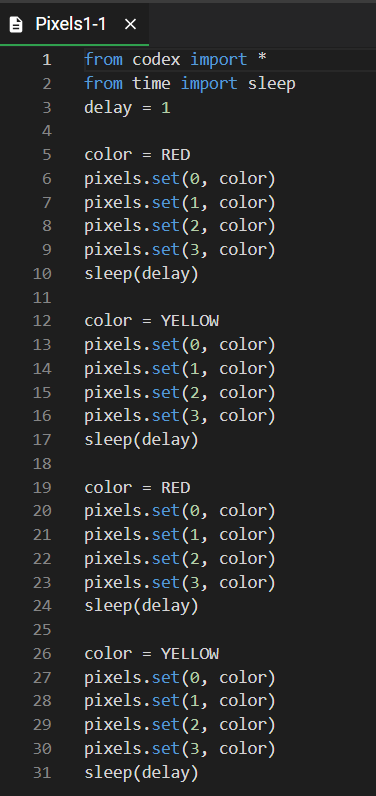 Pixels1-1 ×
1 from codex import *
2 from time import sleep
3 delay = 1
4
5 color = RED
6 pixels.set(0, color)
7 pixels.set(1, color)
8 pixels.set(2, color)
9 pixels.set(3, color)
10 sleep(delay)
11
12 color = YELLOW
13 pixels.set(0, color)
14 pixels.set(1, color)
15 pixels.set(2, color)
16 pixels.set(3, color)
17 sleep(delay)
18
19 color = RED
20 pixels.set(0, color)
21 pixels.set(1, color)
22 pixels.set(2, color)
23 pixels.set(3, color)
24 sleep(delay)
25
26 color = YELLOW
27 pixels.set(0, color)
28 pixels.set(1, color)
29 pixels.set(2, color)
30 pixels.set(3, color)
31 sleep(delay)